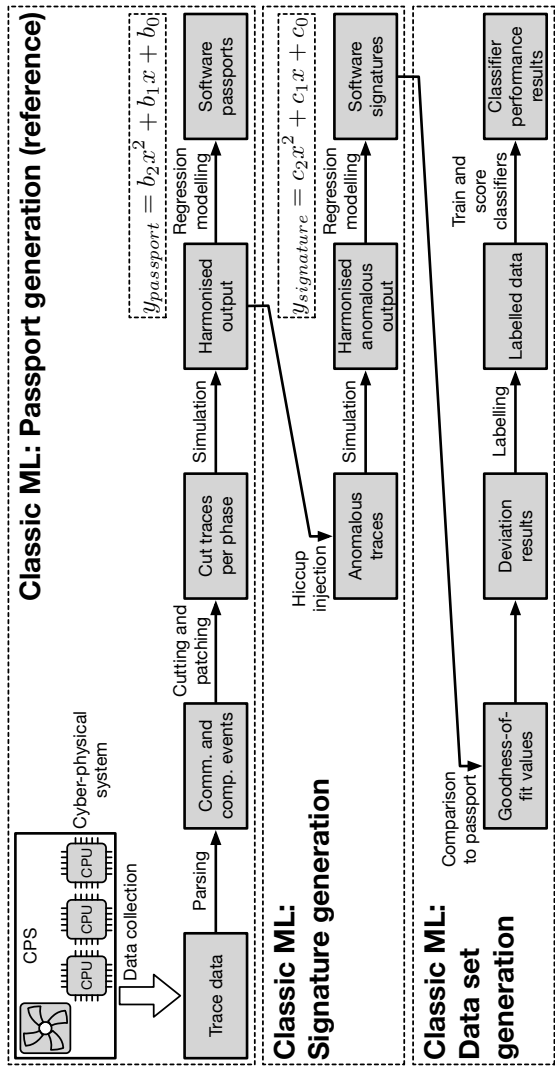 Classic ML: Passport generation (reference)
CPS
CPU
CPU
CPU
Cyber-physical
system
Data collection
Trace data
Parsing
Comm. and
comp. events
Cutting and
patching
Cut traces
per phase
Simulation
Harmonised
output
Regression
modelling
Software
passports
y_{passport} = b_2x^2 + b_1x + b_0
Classic ML:
Signature generation
Hiccup
injection
Anomalous
traces
Simulation
Harmonised
anomalous
output
Regression
modelling
Software
signatures
y_{signature} = c_2x^2 + c_1x + c_0
Classic ML:
Data set
generation
Comparison
to passport
Goodness-of-
fit values
Deviation
results
Labelling
Labelled data
Train and
score
classifiers
Classifier
performance
results